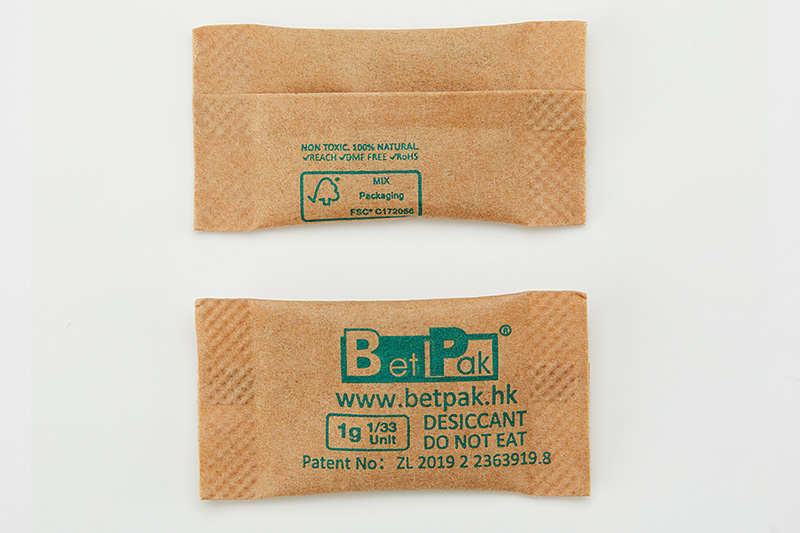 NON TOXIC. 100% NATURAL
✓REACH ✓DMF FREE ✓RoHS
MIX
Packaging
FSC® C172056
BetPak®
www.betpak.hk
1g 1/33 Unit
DESICCANT
DO NOT EAT
Patent No: ZL 2019 2 2363919.8